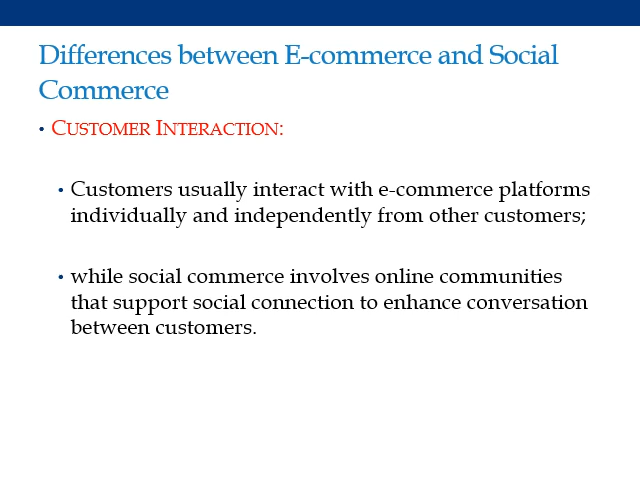 Differences between E-commerce and Social
Commerce
• CUSTOMER INTERACTION:
• Customers usually interact with e-commerce platforms
individually and independently from other customers;
• while social commerce involves online communities
that support social connection to enhance conversation
between customers.